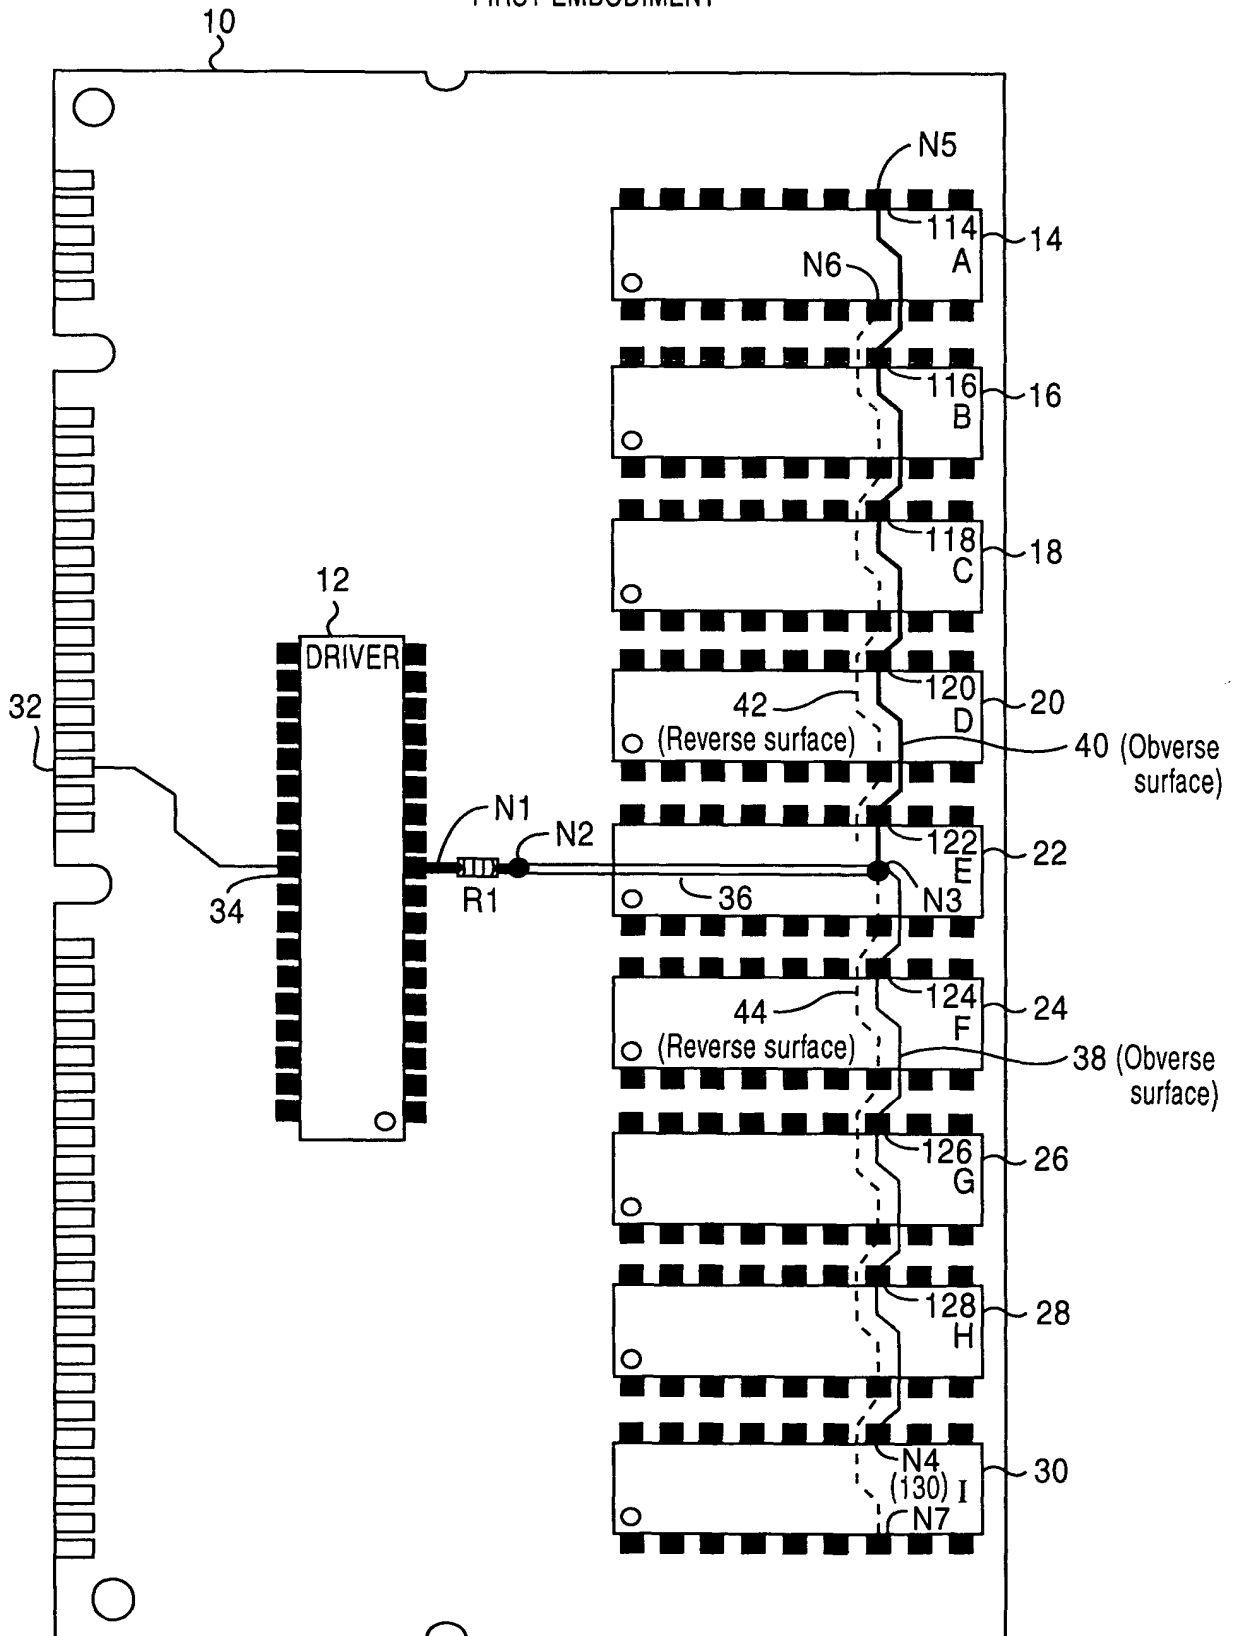 FIRST EMBODIMENT
10
N5
114
14
A
N6
116
16
B
118
18
C
12
DRIVER
120
20
D
32
42
(Reverse surface)
40 (Obverse
surface)
N1
N2
122
22
E
34
R1
36
N3
124
24
F
44
(Reverse surface)
38 (Obverse
surface)
126
26
G
128
28
H
N4
30
(130) I
N7